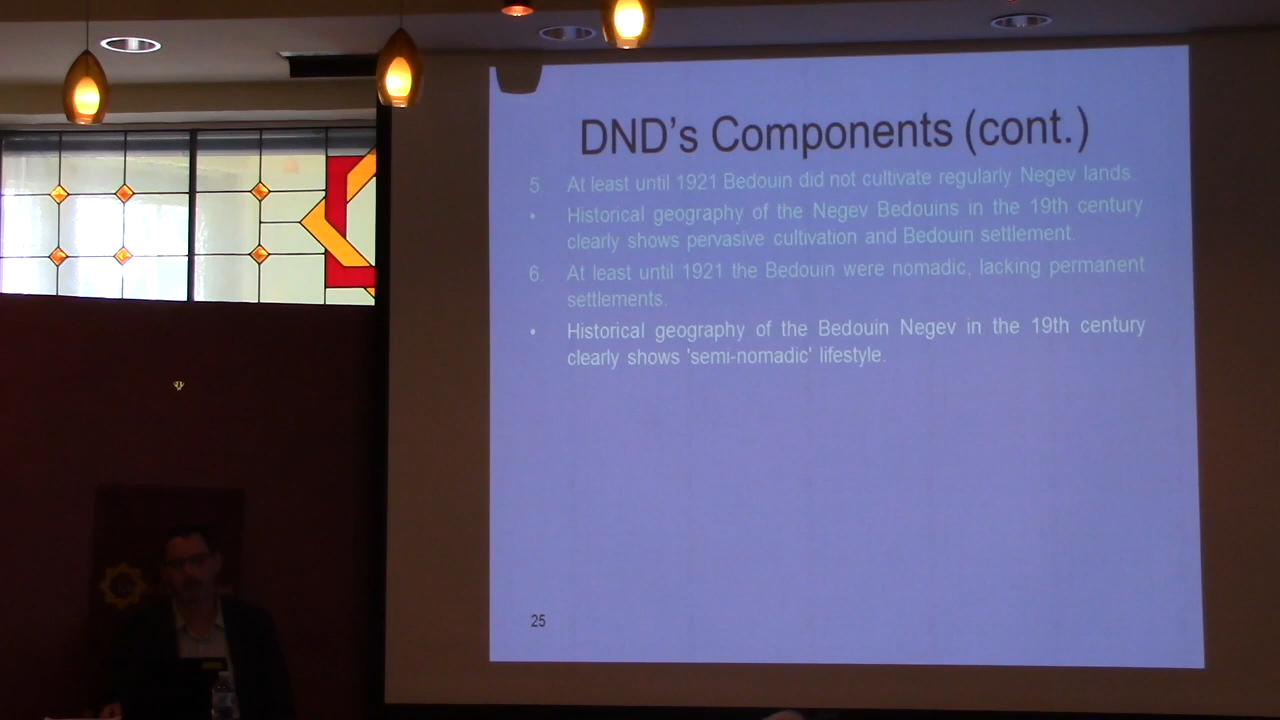 DND's Components (cont.)
5. At least until 1921 Bedouin did not cultivate regularly Negev lands.
• Historical geography of the Negev Bedouins in the 19th century
clearly shows pervasive cultivation and Bedouin settlement.
6. At least until 1921 the Bedouin were nomadic, lacking permanent
settlements.
• Historical geography of the Bedouin Negev in the 19th century
clearly shows 'semi-nomadic' lifestyle.
25